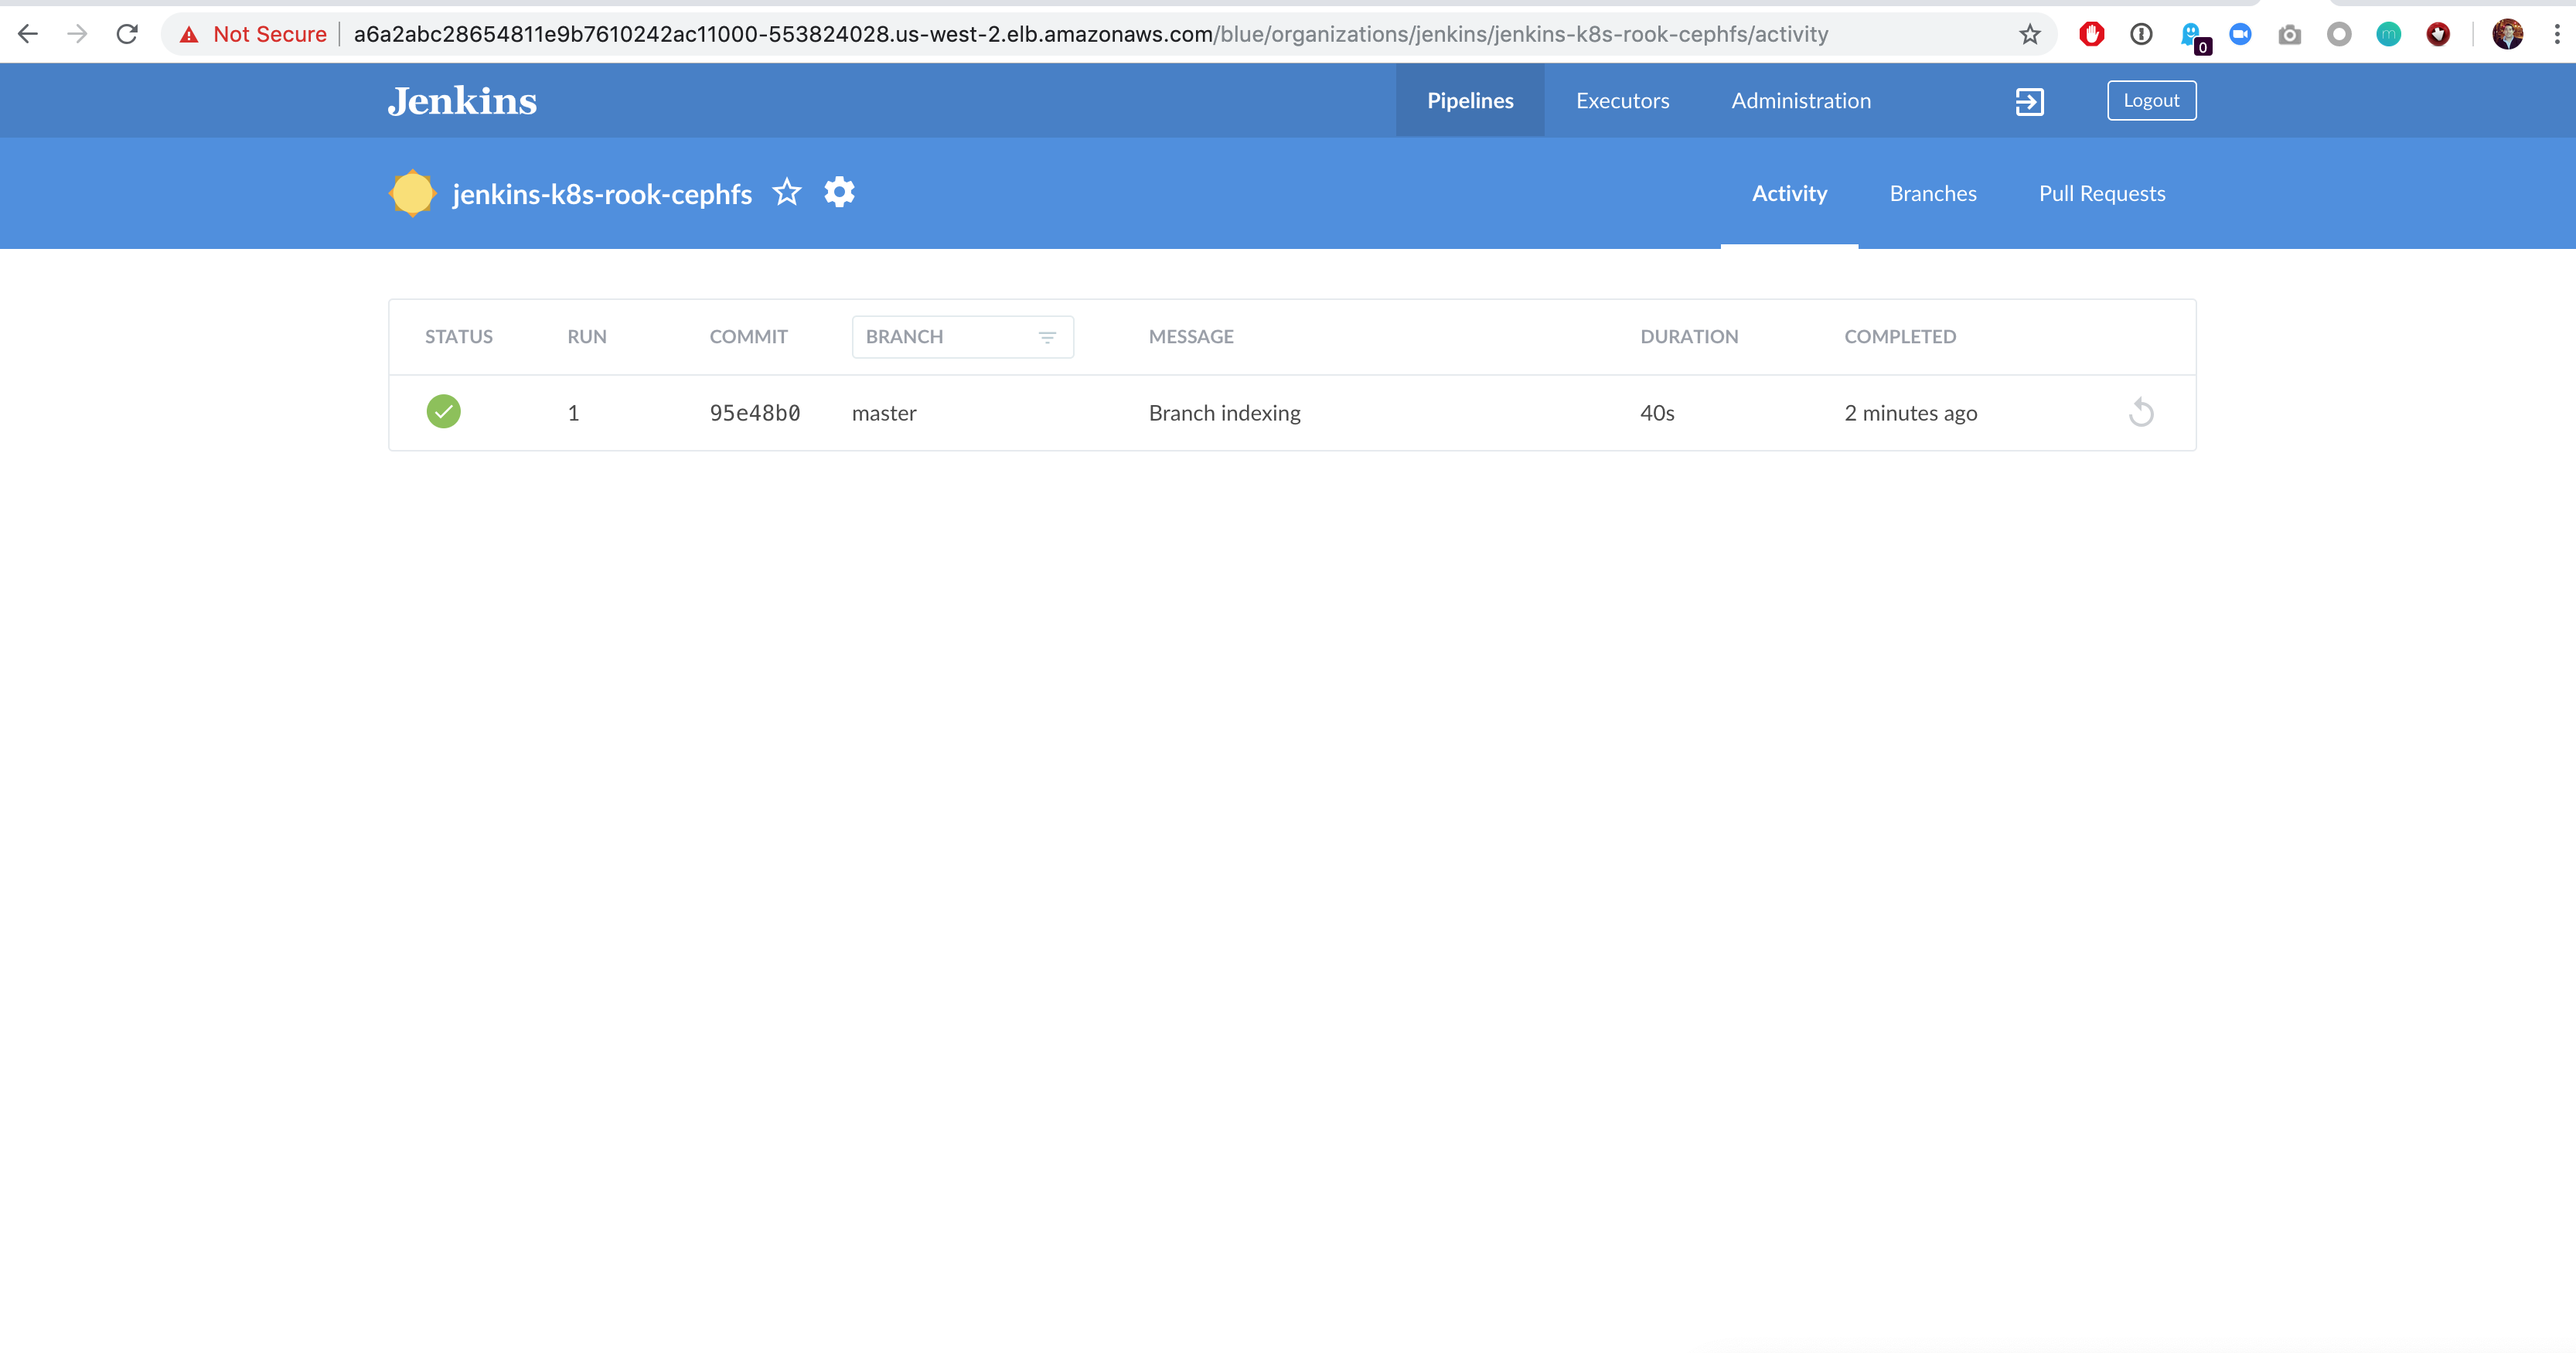 Not Secure a6a2abc28654811e9b7610242ac11000-553824028.us-west-2.elb.amazonaws.com/blue/organizations/jenkins/jenkins-k8s-rook-cephfs/activity
0
m
Jenkins Pipelines Executors Administration Logout
jenkins-k8s-rook-cephfs Activity Branches Pull Requests
STATUS RUN COMMIT BRANCH MESSAGE DURATION COMPLETED
1 95e48b0 master Branch indexing 40s 2 minutes ago